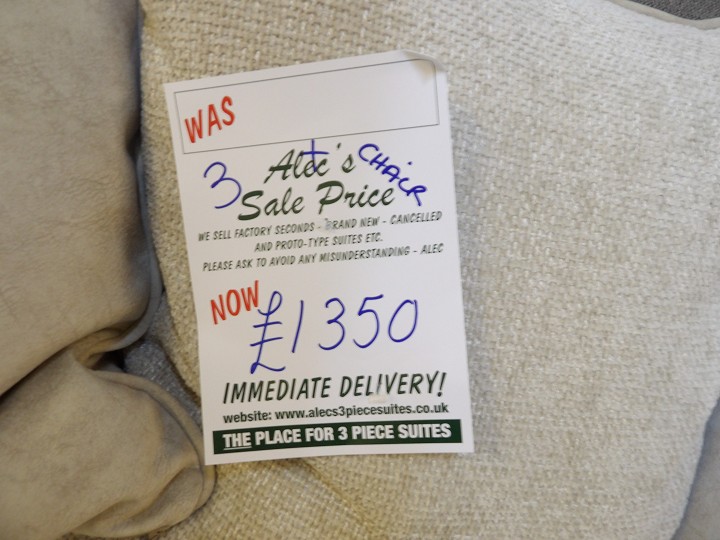 WAS
3 + CHAIR
Alec's
Sale Price
WE SELL FACTORY SECONDS - BRAND NEW - CANCELLED
AND PROTO-TYPE SUITES ETC.
PLEASE ASK TO AVOID ANY MISUNDERSTANDING - ALEC
NOW £1350
IMMEDIATE DELIVERY!
website: www.alecs3piecesuites.co.uk
THE PLACE FOR 3 PIECE SUITES